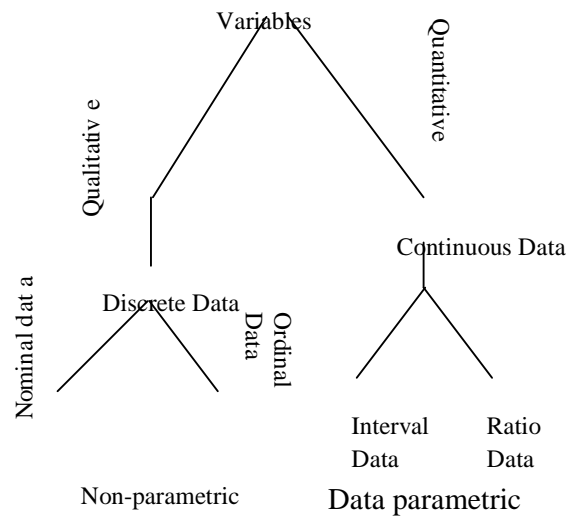 Variables
Qualitativ e
Quantitative
Continuous Data
Discrete Data
Nominal dat a
Ordinal
Data
Interval
Data
Ratio
Data
Non-parametric
Data parametric